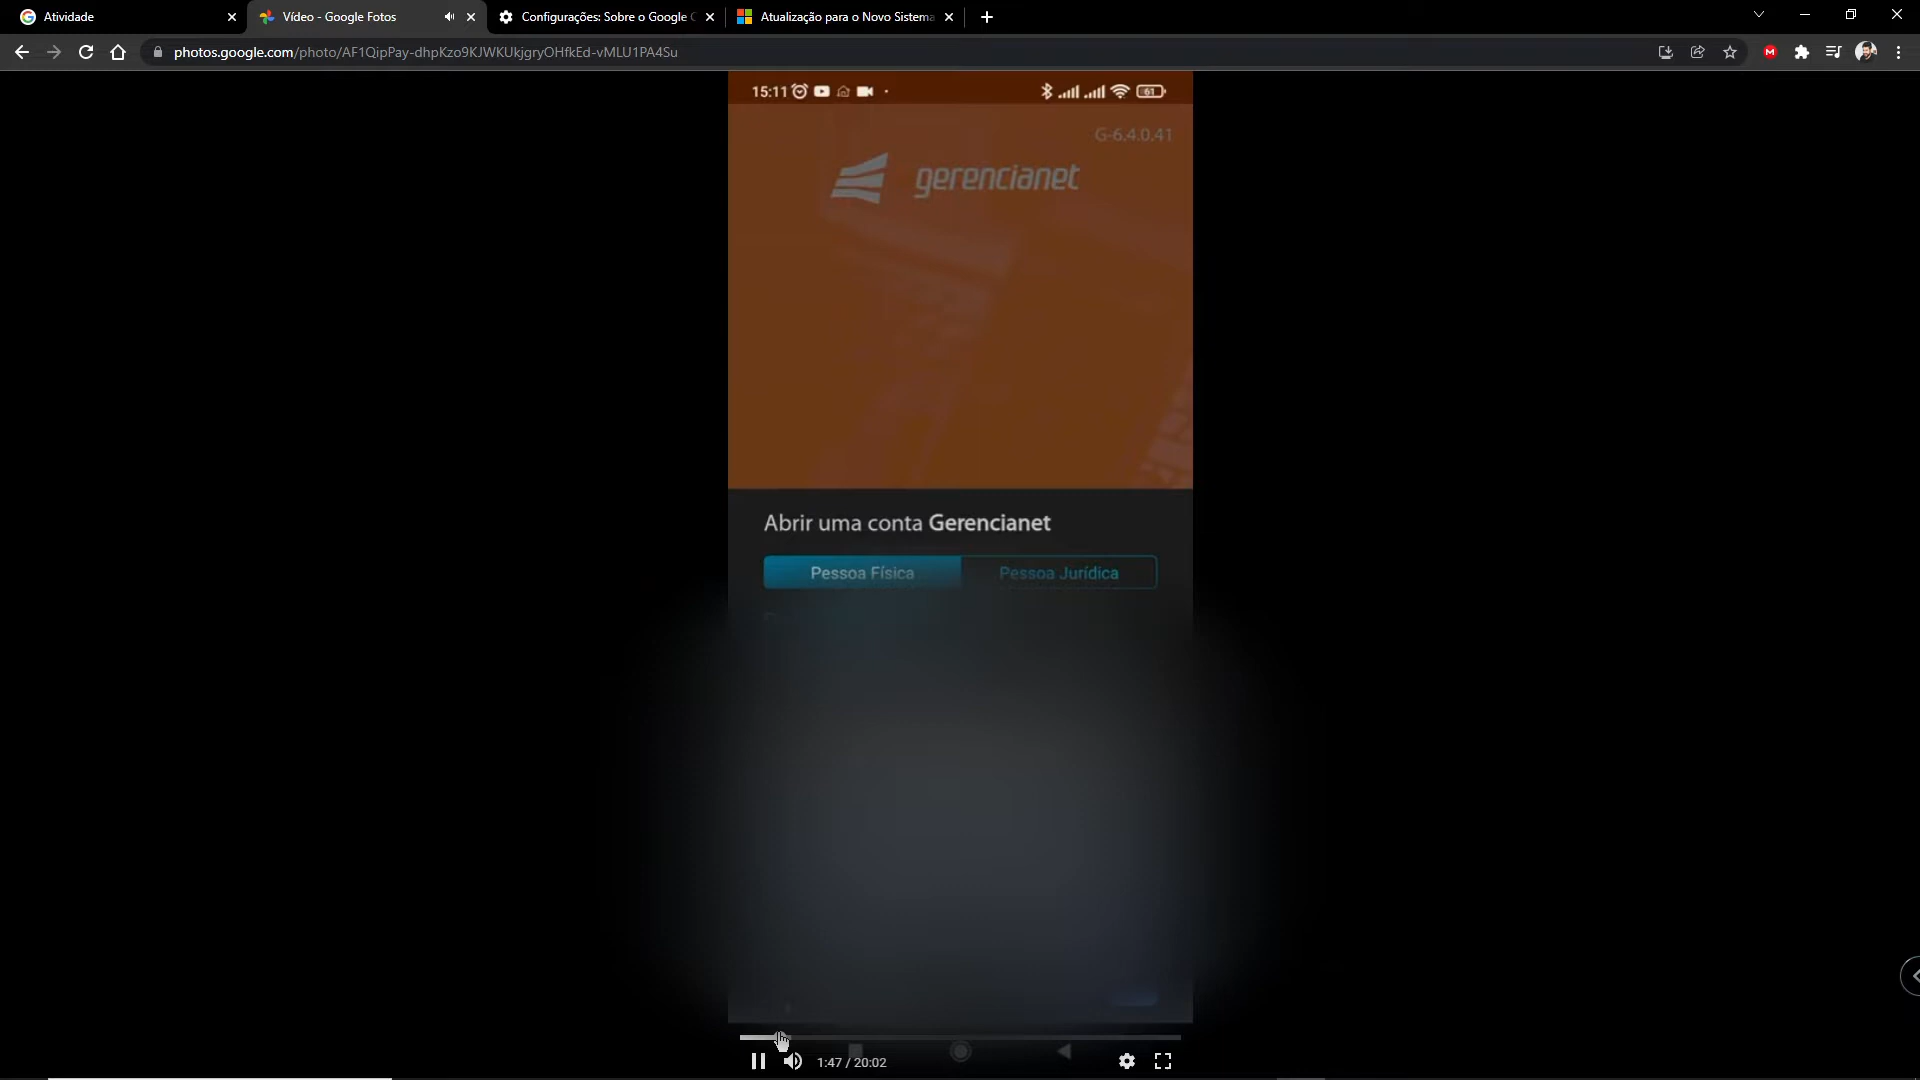 Atividade
Vídeo - Google Fotos
Configurações: Sobre o Google C
Atualização para o Novo Sistema
photos.google.com/photo/AF1QipPay-dhpKzo9KJWKUkjgryOHfkEd-vMLU1PA4Su
15:11
61
G-6.4.0.41
gerencianet
Abrir uma conta Gerencianet
Pessoa Física
Pessoa Jurídica
1:47 / 20:02